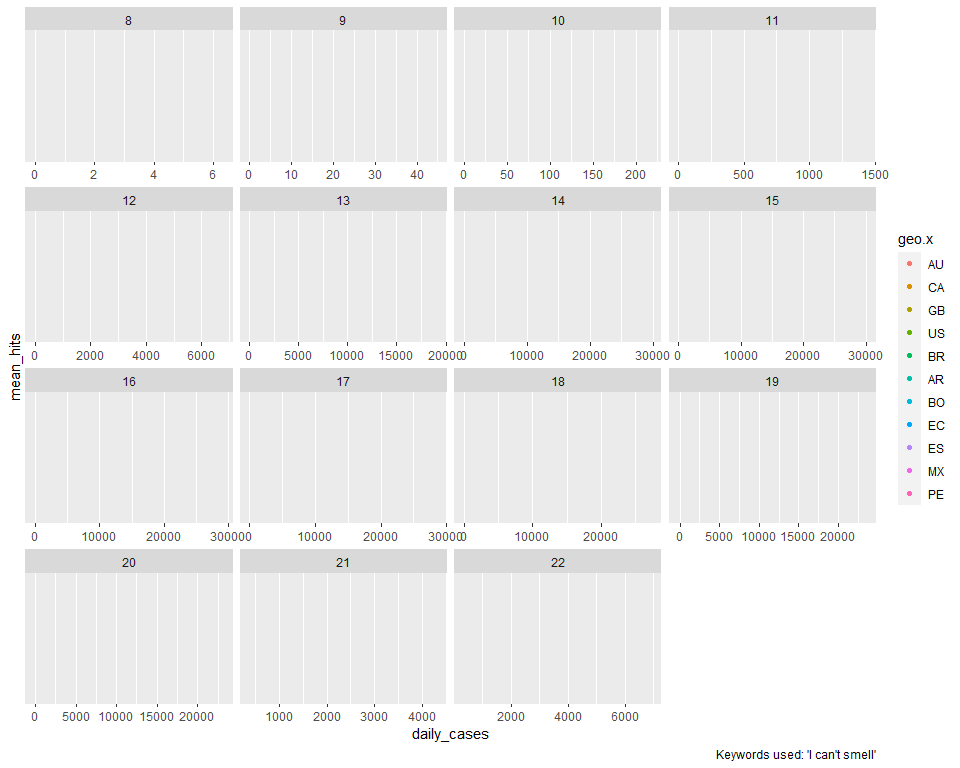 8 9 10 11
0 2 4 6 0 10 20 30 40 0 50 100 150 200 0 500 1000 1500
12 13 14 15
0 2000 4000 6000 0 5000 10000 15000 20000 0 10000 20000 30000 0 10000 20000 30000
16 17 18 19
0 10000 20000 30000 0 10000 20000 30000 0 10000 20000 0 5000 10000 15000 20000
20 21 22
0 5000 10000 15000 20000 1000 2000 3000 4000 2000 4000 6000
mean_hits
daily_cases
geo.x
AU
CA
GB
US
BR
AR
BO
EC
ES
MX
PE
Keywords used: 'I can't smell'